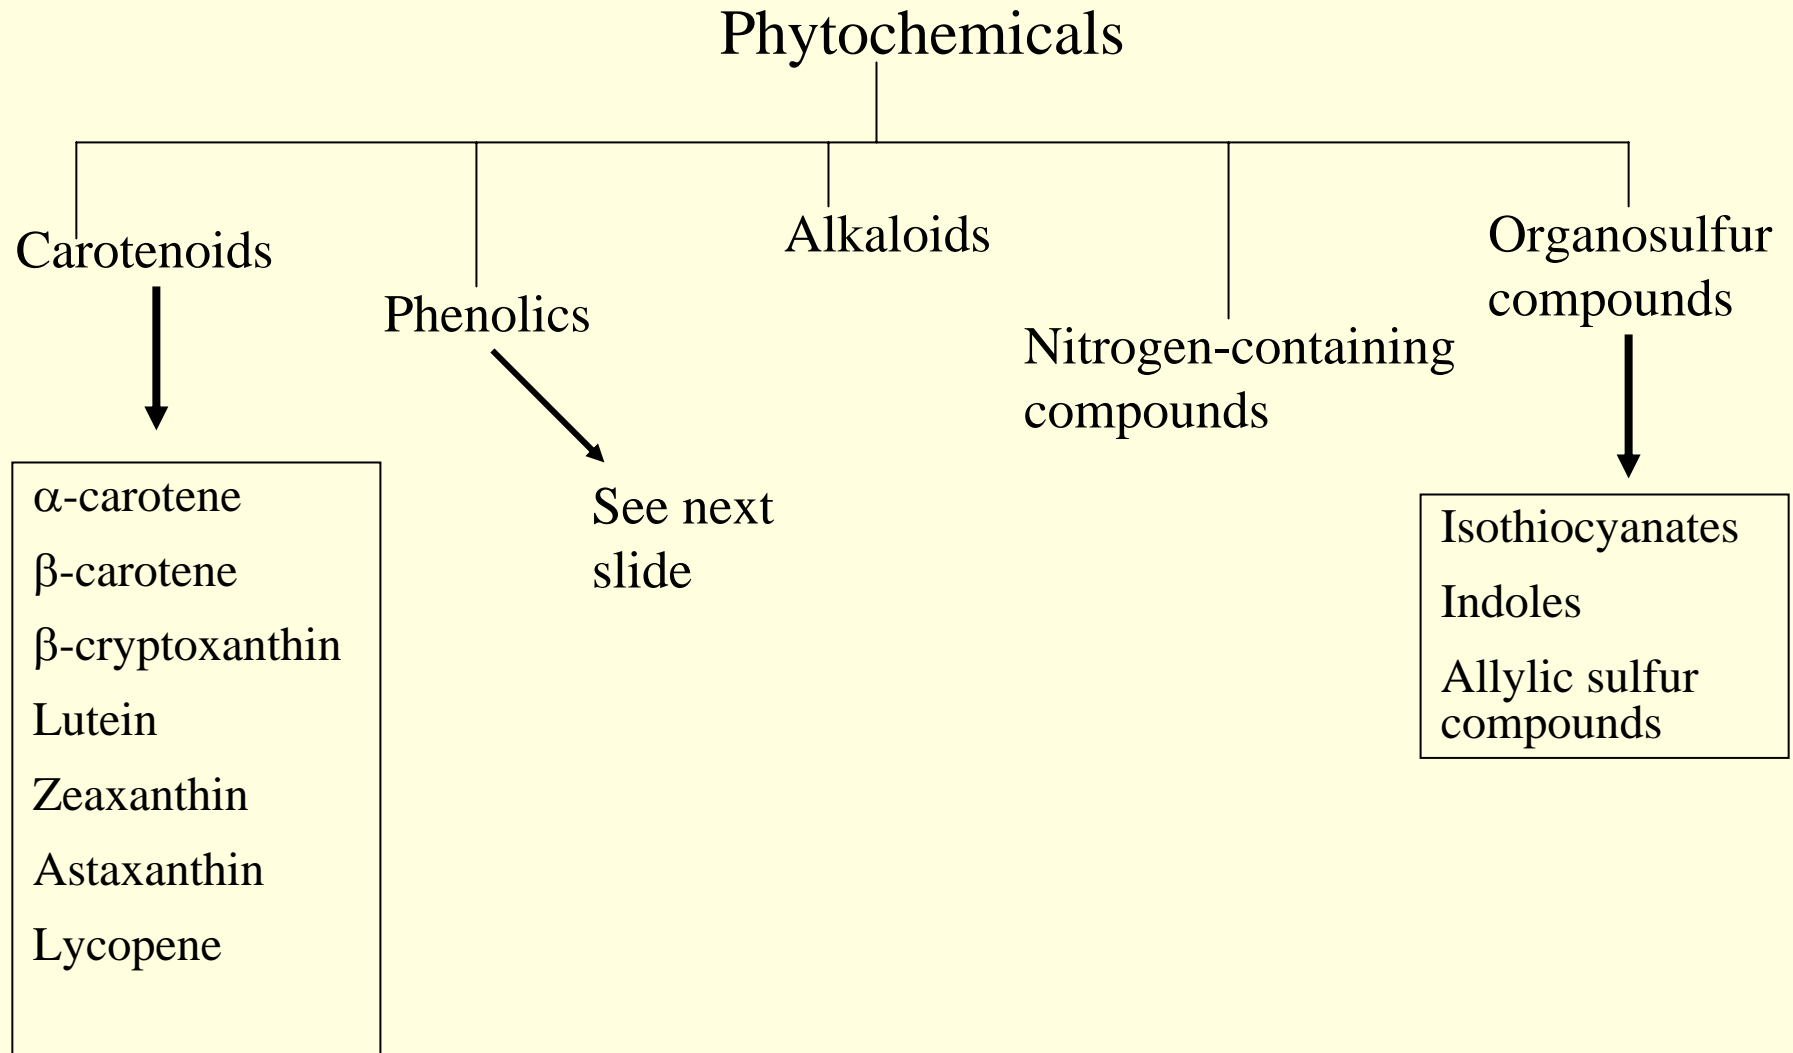 Phytochemicals
Carotenoids
Phenolics
Alkaloids
Nitrogen-containing
compounds
Organosulfur
compounds
α-carotene
β-carotene
β-cryptoxanthin
Lutein
Zeaxanthin
Astaxanthin
Lycopene
See next
slide
Isothiocyanates
Indoles
Allylic sulfur
compounds